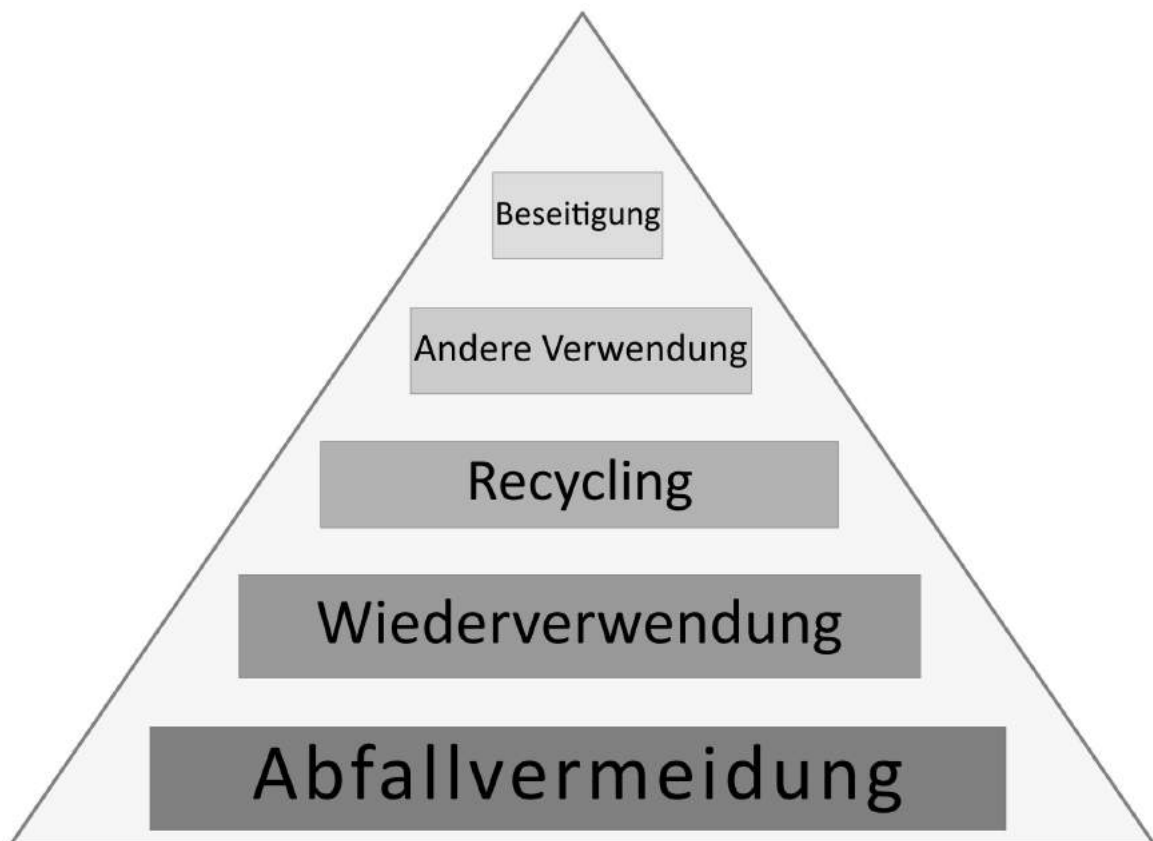 Beseitigung
Andere Verwendung
Recycling
Wiederverwendung
Abfallvermeidung